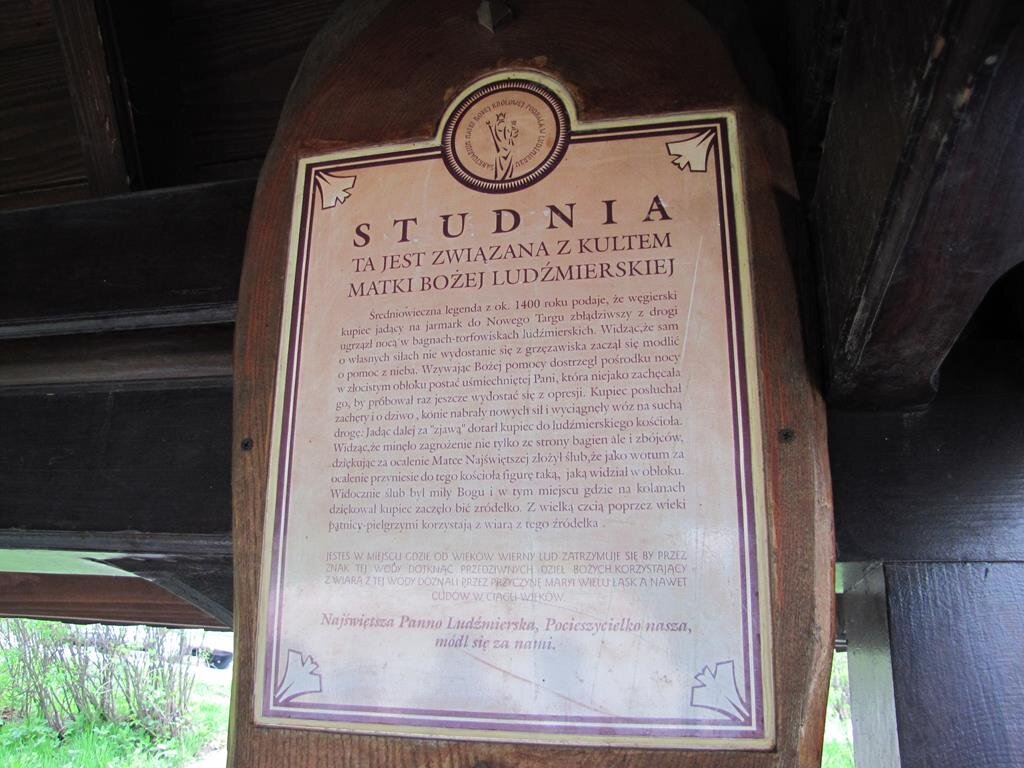 SANCTUARIUM MATKI BOŻEJ KRÓLOWEJ PODHALA W LUDŹMIERZU
STUDNIA
TA JEST ZWIĄZANA Z KULTEM
MATKI BOŻEJ LUDŹMIERSKIEJ
Średniowieczna legenda z ok. 1400 roku podaje, że węgierski
kupiec jadący na jarmark do Nowego Targu zbłądziwszy z drogi
ugrzązł nocą w bagnach-torfowiskach ludźmierskich. Widząc,że sam
o własnych siłach nie wydostanie się z grzęzawiska zaczął się modlić
o pomoc z nieba. Wzywając Bożej pomocy dostrzegł pośrodku nocy
w złocistym obłoku postać uśmiechniętej Pani, która niejako zachęcała
go, by próbował raz jeszcze wydostać się z opresji. Kupiec posłuchał
zachęty i o dziwo , konie nabrały nowych sił i wyciągnęły wóz na suchą
drogę. Jadąc dalej za "zjawą" dotarł kupiec do ludźmierskiego kościoła.
Widząc,że minęło zagrożenie nie tylko ze strony bagien ale i zbójców,
dziękując za ocalenie Matce Najświętszej złożył ślub,że jako wotum za
ocalenie przyniesie do tego kościoła figurę taką, jaką widział w obłoku.
Widocznie ślub był miły Bogu i w tym miejscu gdzie na kolanach
dziękował kupiec zaczęło bić źródełko. Z wielką czcią poprzez wieki
pątnicy-pielgrzymi korzystają z wiarą z tego źródełka .
JESTEŚ W MIEJSCU GDZIE OD WIEKÓW WIERNY LUD ZATRZYMUJE SIĘ BY PRZEZ
ZNAK TEJ WODY DOTKNĄĆ PRZEDZIWNYCH DZIEŁ BOŻYCH.KORZYSTAJĄCY
Z WIARĄ Z TEJ WODY DOZNALI PRZEZ PRZYCZYNĘ MARYI WIELU ŁASK A NAWET
CUDÓW W CIĄGU WIEKÓW.
Najświętsza Panno Ludźmierska, Pocieszycielko nasza,
módl się za nami.